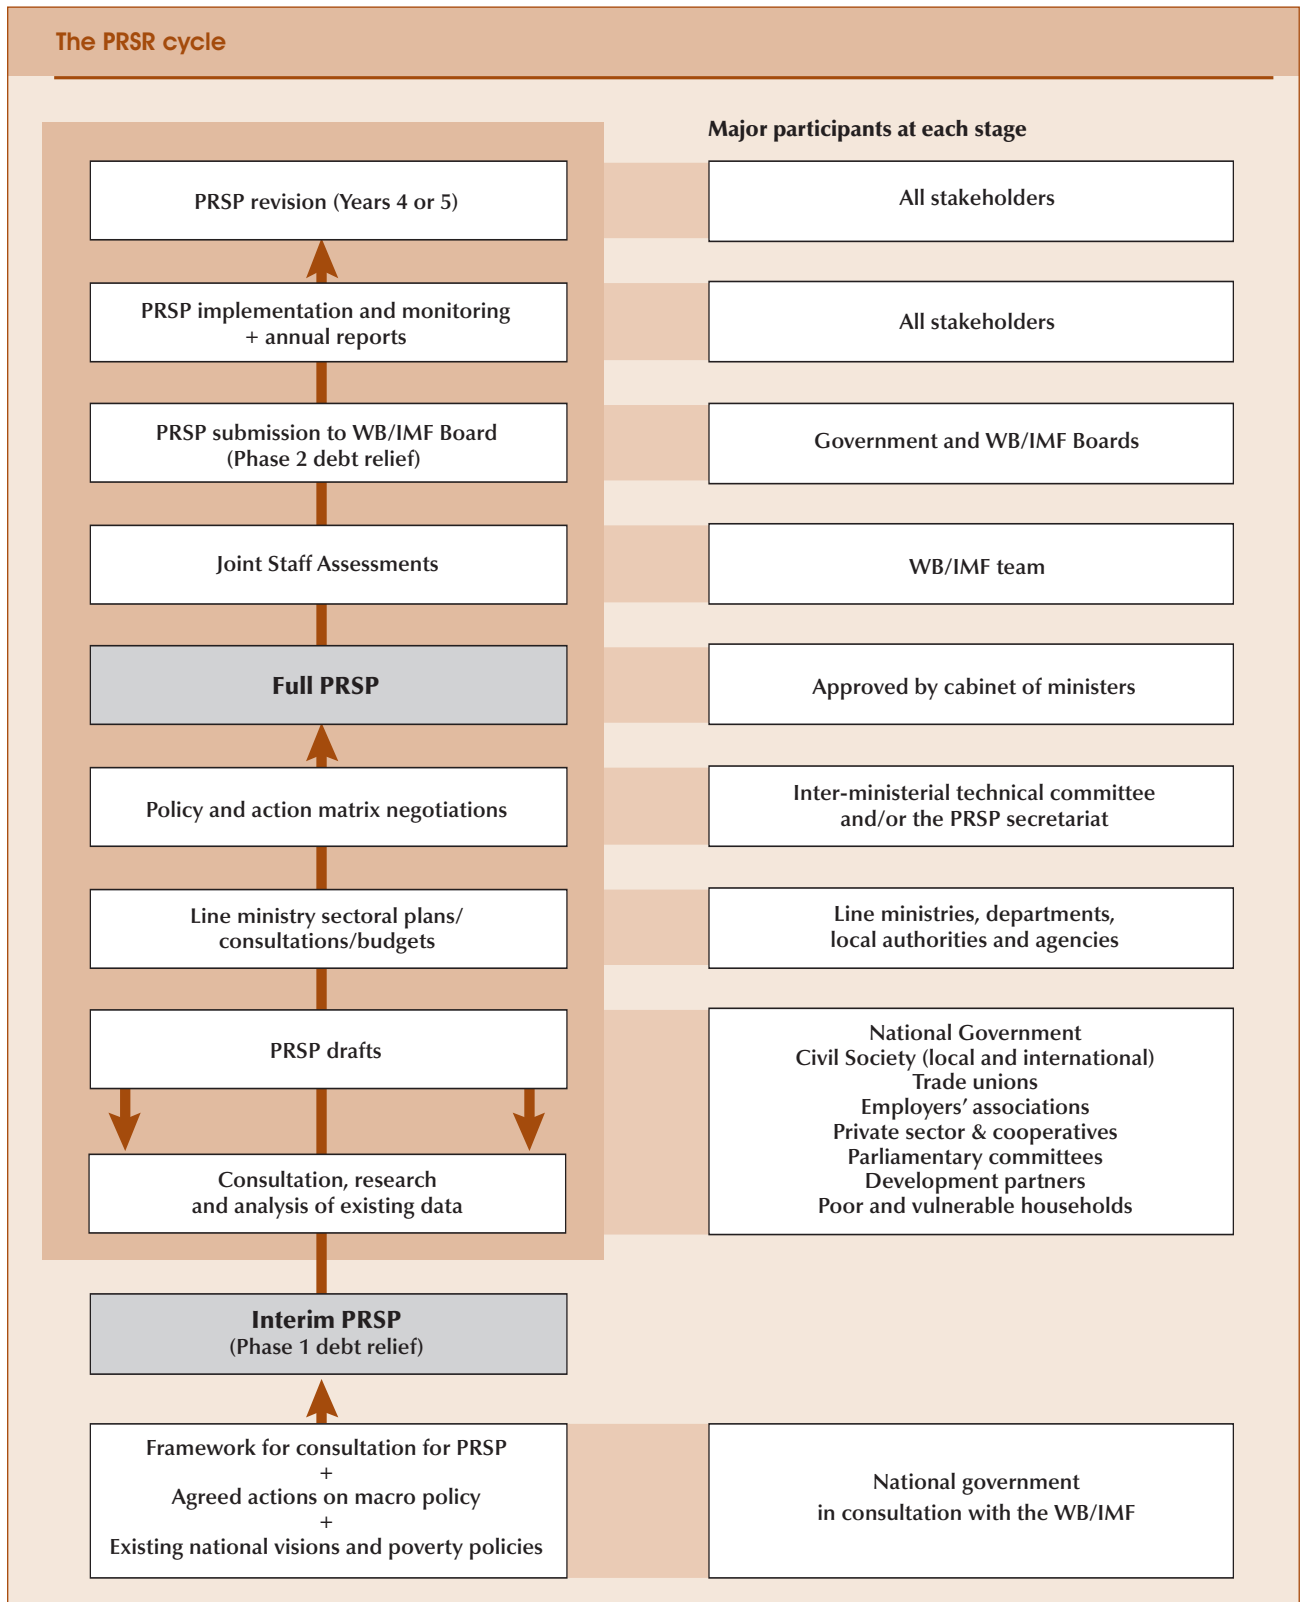 The PRSR cycle
Major participants at each stage
PRSP revision (Years 4 or 5)
All stakeholders
PRSP implementation and monitoring
+ annual reports
All stakeholders
PRSP submission to WB/IMF Board
(Phase 2 debt relief)
Government and WB/IMF Boards
Joint Staff Assessments
WB/IMF team
Full PRSP
Approved by cabinet of ministers
Policy and action matrix negotiations
Inter-ministerial technical committee
and/or the PRSP secretariat
Line ministry sectoral plans/
consultations/budgets
Line ministries, departments,
local authorities and agencies
PRSP drafts
Consultation, research
and analysis of existing data
National Government
Civil Society (local and international)
Trade unions
Employers’ associations
Private sector & cooperatives
Parliamentary committees
Development partners
Poor and vulnerable households
Interim PRSP
(Phase 1 debt relief)
Framework for consultation for PRSP
+
Agreed actions on macro policy
+
Existing national visions and poverty policies
National government
in consultation with the WB/IMF